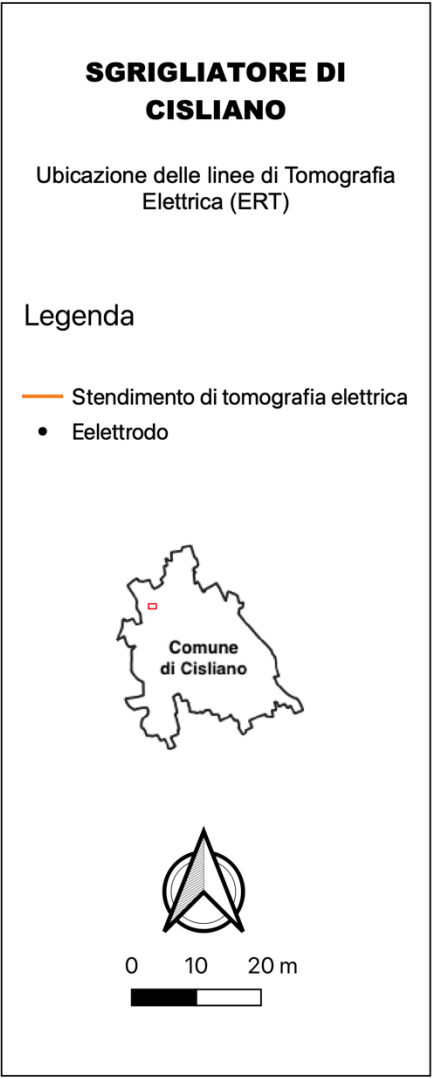 SGRIGLIATORE DI
CISLIANO
Ubicazione delle linee di Tomografia
Elettrica (ERT)
Legenda
Stendimento di tomografia elettrica
Eelettrodo
Comune
di Cisliano
0 10 20 m